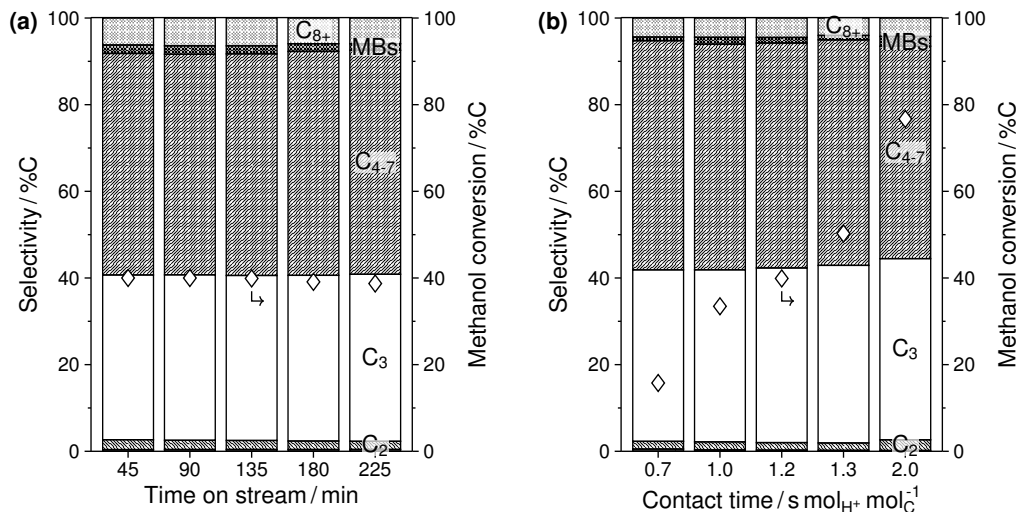 (a)
100
80
60
40
20
0
Selectivity / %C
C8+
MBs
C4-7
C3
C2
100
80
60
40
20
0
Methanol conversion / %C
45 90 135 180 225
Time on stream / min
(b)
100
80
60
40
20
0
Selectivity / %C
C8+
MBs
C4-7
C3
C2
100
80
60
40
20
0
Methanol conversion / %C
0.7 1.0 1.2 1.3 2.0
Contact time / s molH+ molC-1